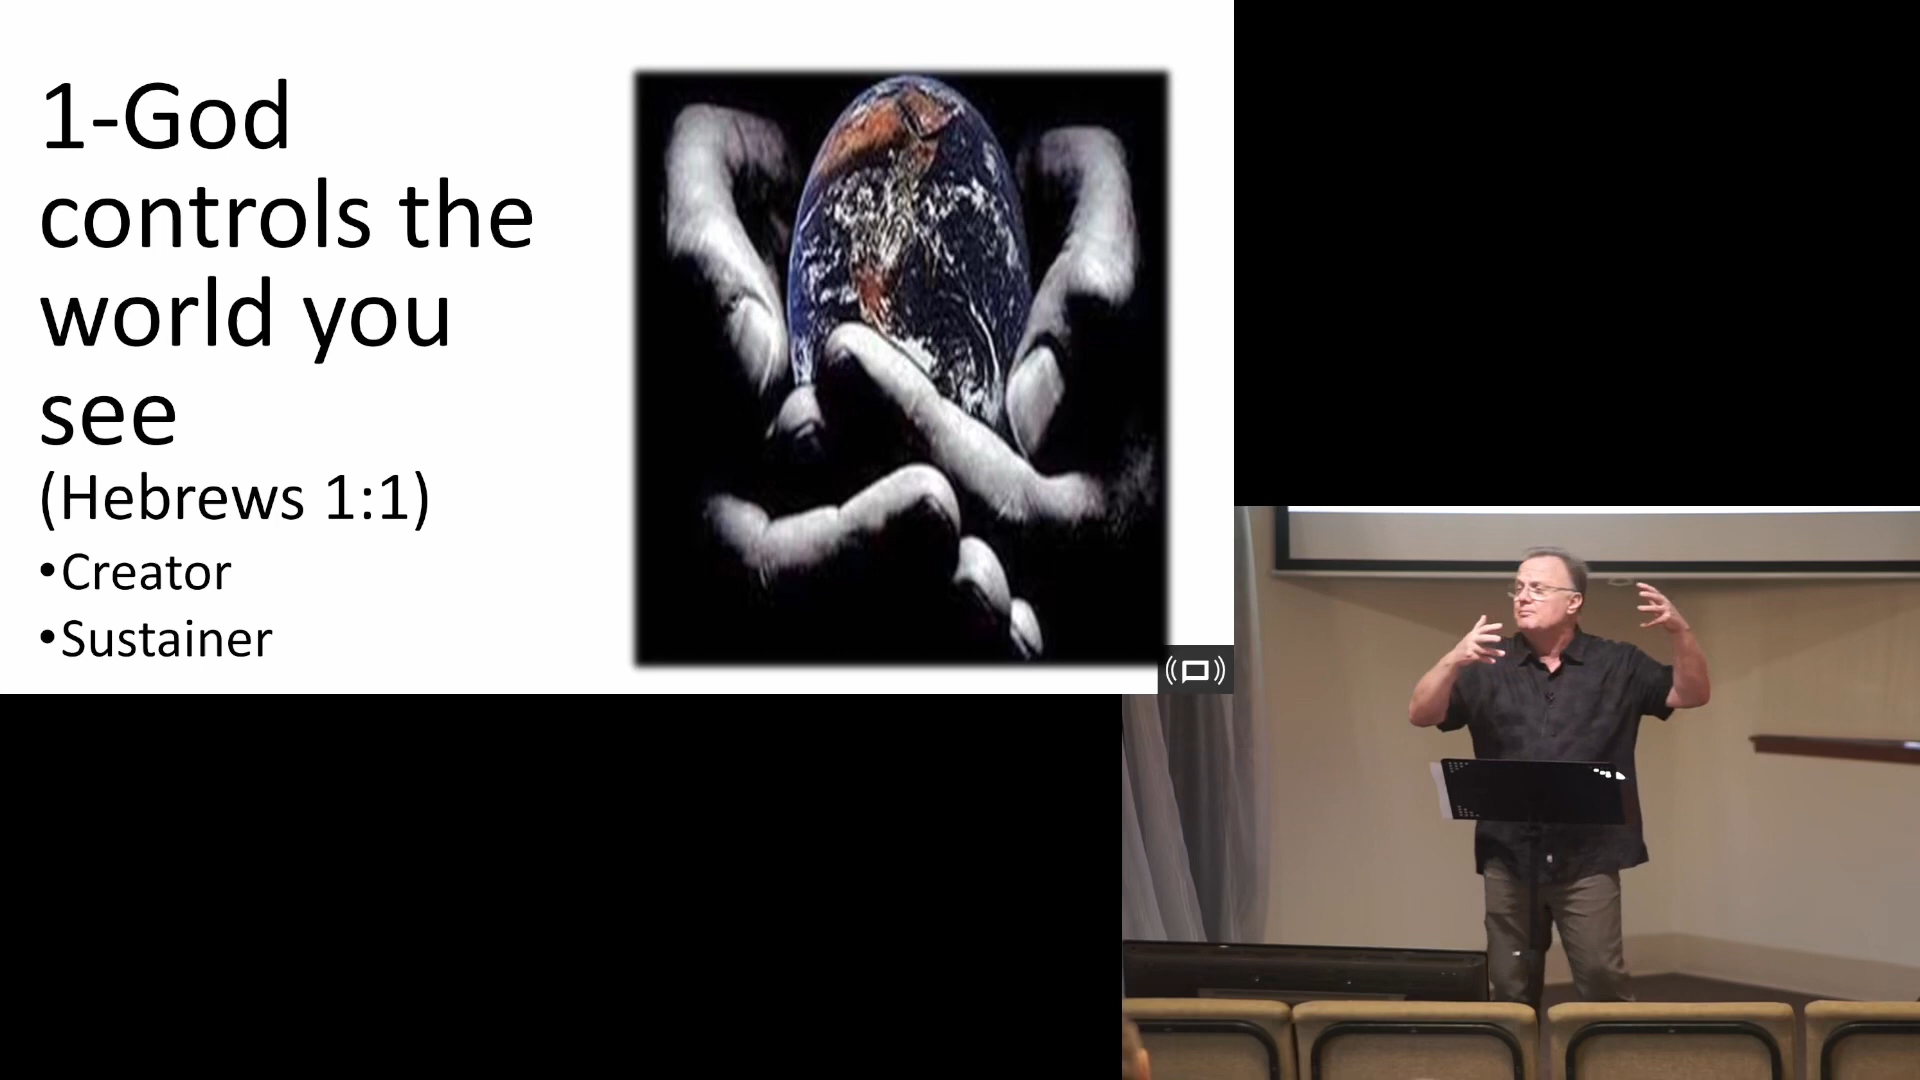 1-God
controls the
world you
see
(Hebrews 1:1)
•Creator
•Sustainer